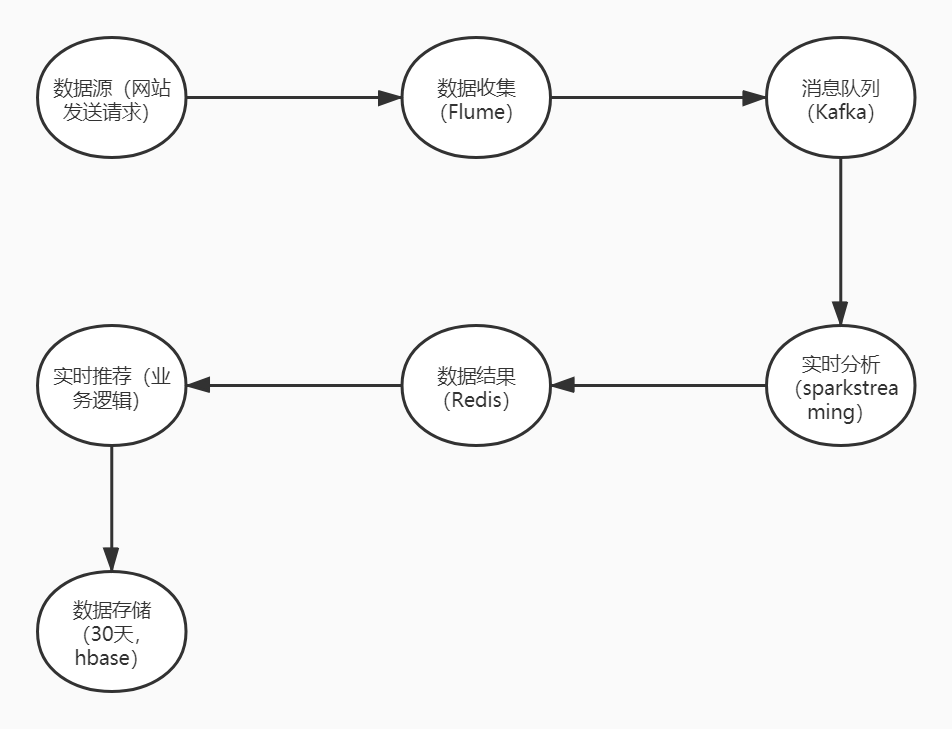 数据源（网站
发送请求）
数据收集
（Flume）
消息队列
（Kafka）
实时分析
（sparkstrea
ming）
数据结果
（Redis）
实时推荐（业
务逻辑）
数据存储
（30天，
hbase）